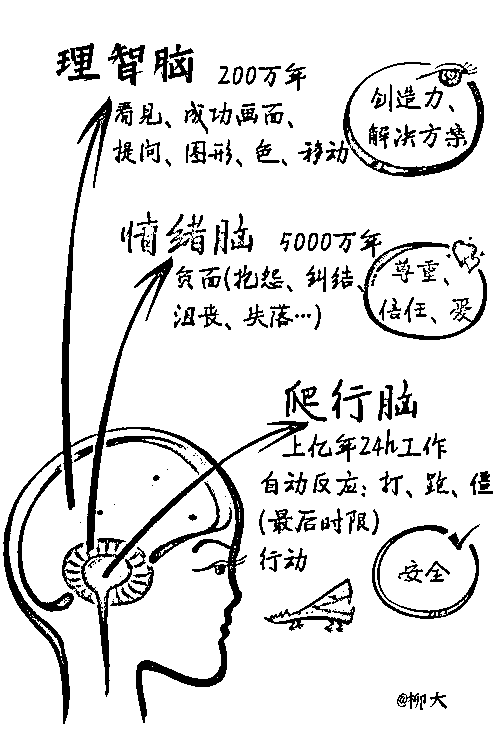 理智脑 200万年
看见、成功画面、
提问、图形、色、移动
创造力、
解决方案
情绪脑 5000万年
负面(抱怨、纠结、
沮丧、失落…)
尊重、
信任、爱
爬行脑
上亿年24h工作
自动反应：打、跑、僵
(最后时限)
行动
安全
@柳大